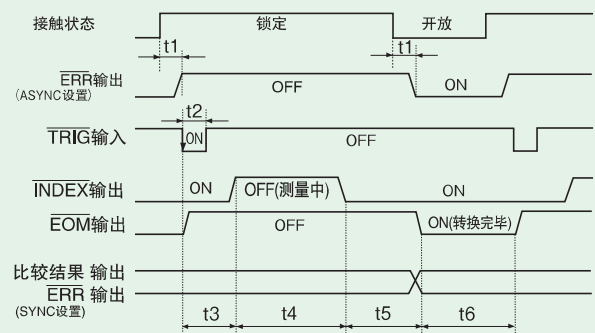 接触状态 锁定 开放
t1 t1
ERR输出 OFF ON
(ASYNC设置)
t2
TRIG输入 ON OFF
INDEX输出 ON OFF(测量中) ON
EOM输出 OFF ON(转换完毕)
比较结果 输出
ERR 输出
(SYNC设置)
t3 t4 t5 t6